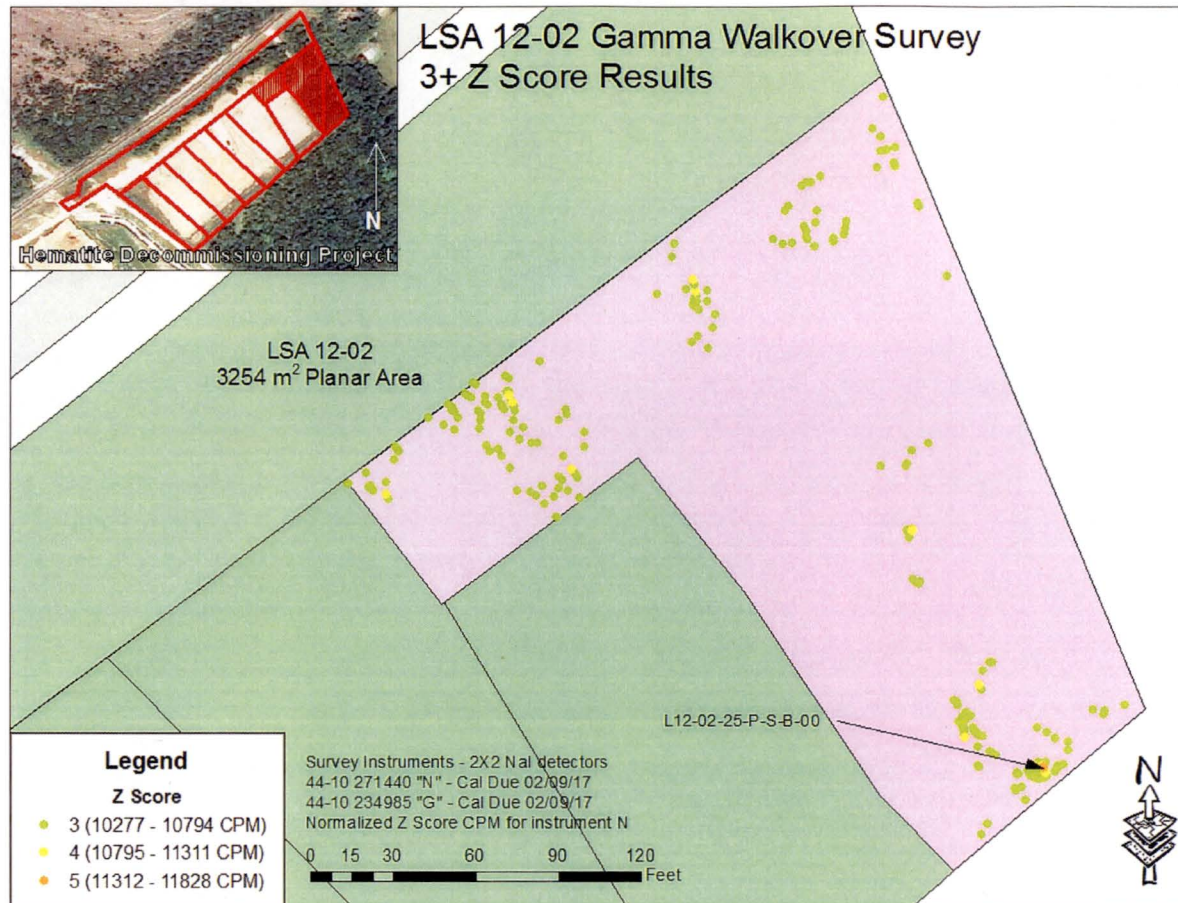 LSA 12-02 Gamma Walkover Survey
3+ Z Score Results
N
Hematite Decommissioning Project
LSA 12-02
3254 m² Planar Area
L12-02-25-P-S-B-00
Legend
Z Score
3 (10277 - 10794 CPM)
4 (10795 - 11311 CPM)
5 (11312 - 11828 CPM)
Survey Instruments - 2X2 NaI detectors
44-10 271440 "N" - Cal Due 02/09/17
44-10 234985 "G" - Cal Due 02/09/17
Normalized Z Score CPM for instrument N
0 15 30 60 90 120
Feet
N